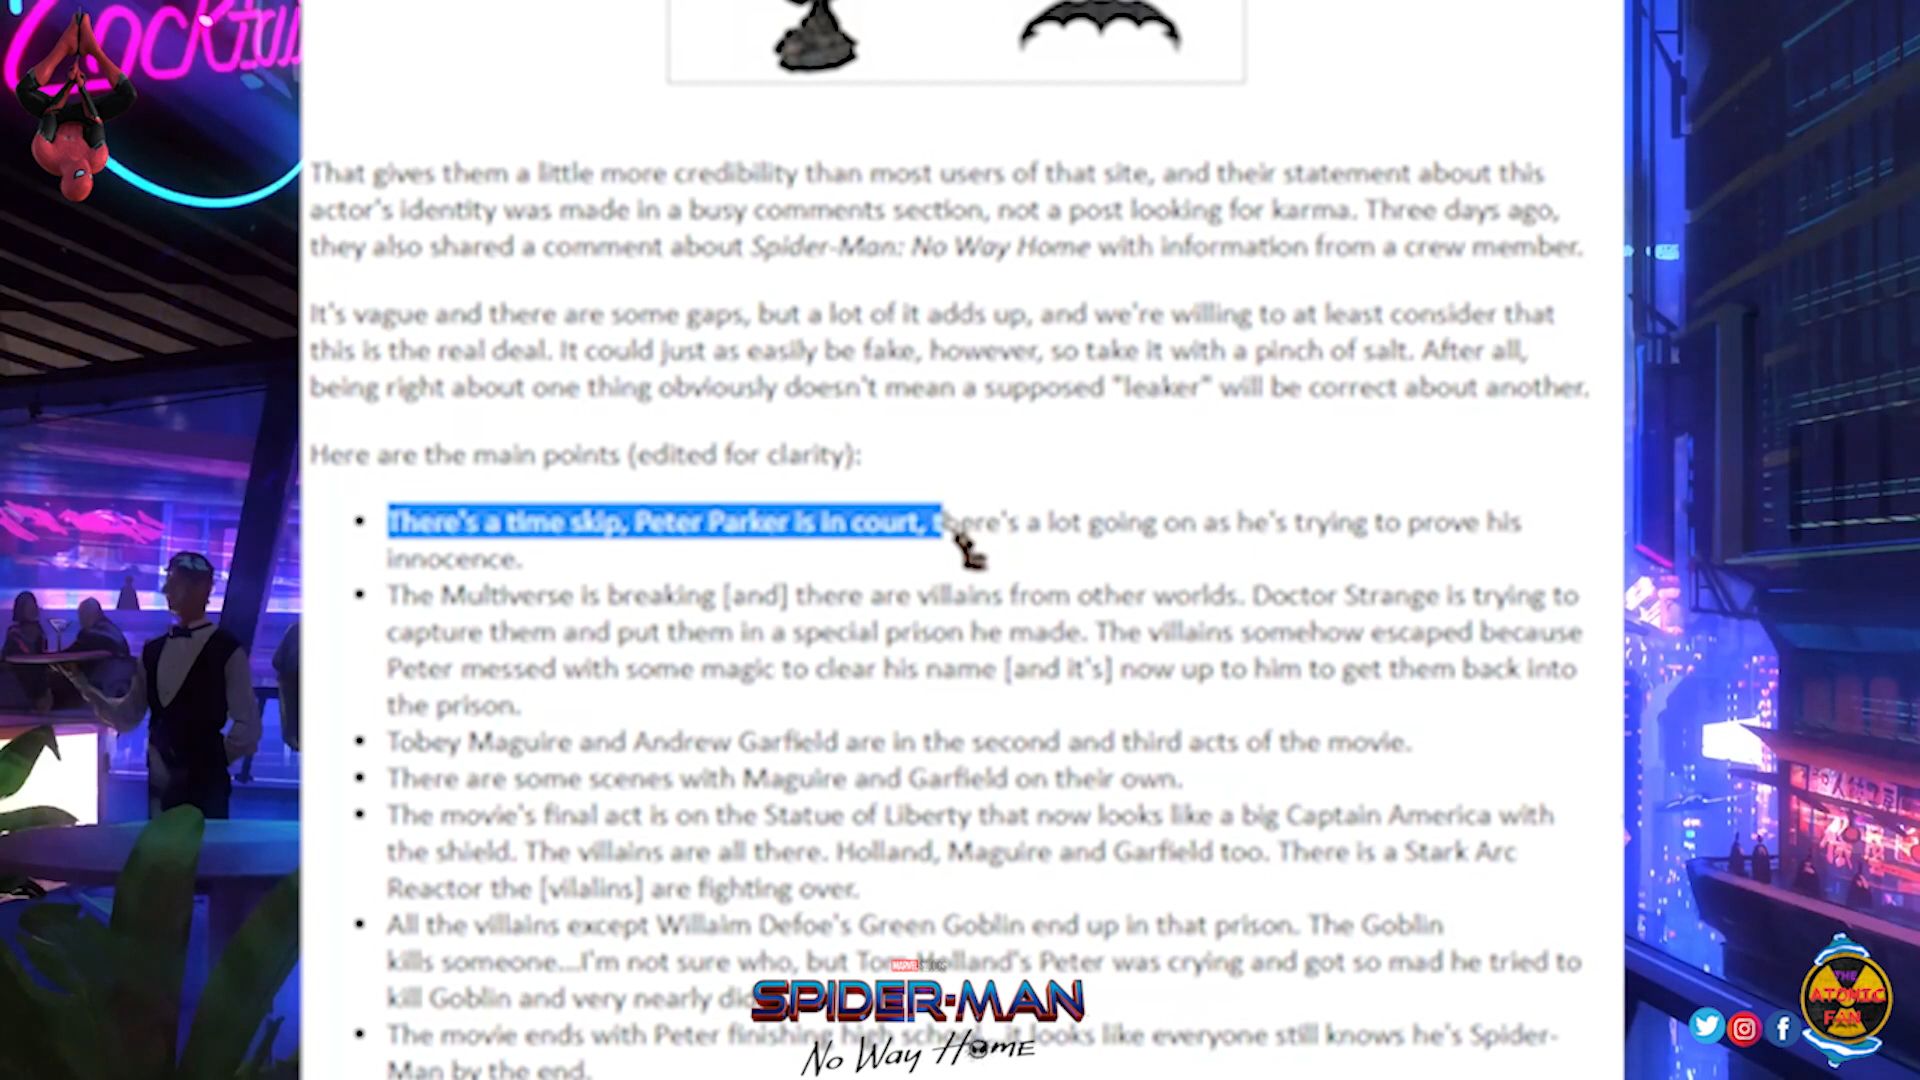 Cocktail
That gives them a little more credibility than most users of that site, and their statement about this
actor's identity was made in a busy comments section, not a post looking for karma. Three days ago,
they also shared a comment about Spider-Man: No Way Home with information from a crew member.
It's vague and there are some gaps, but a lot of it adds up, and we're willing to at least consider that
this is the real deal. It could just as easily be fake, however, so take it with a pinch of salt. After all,
being right about one thing obviously doesn't mean a supposed "leaker" will be correct about another.
Here are the main points (edited for clarity):
• There's a time skip, Peter Parker is in court, there's a lot going on as he's trying to prove his
innocence.
• The Multiverse is breaking [and] there are villains from other worlds. Doctor Strange is trying to
capture them and put them in a special prison he made. The villains somehow escaped because
Peter messed with some magic to clear his name [and it's] now up to him to get them back into
the prison.
• Tobey Maguire and Andrew Garfield are in the second and third acts of the movie.
• There are some scenes with Maguire and Garfield on their own.
• The movie's final act is on the Statue of Liberty that now looks like a big Captain America with
the shield. The villains are all there. Holland, Maguire and Garfield too. There is a Stark Arc
Reactor the [vilalins] are fighting over.
• All the villains except Willaim Defoe's Green Goblin end up in that prison. The Goblin
kills someone...I'm not sure who, but Tom Holland's Peter was crying and got so mad he tried to
kill Goblin and very nearly did
• The movie ends with Peter finishing high school, it looks like everyone still knows he's Spider-
Man by the end.
MARVEL
SPIDER-MAN
No Way Home
THE
ATOMIC
FAN